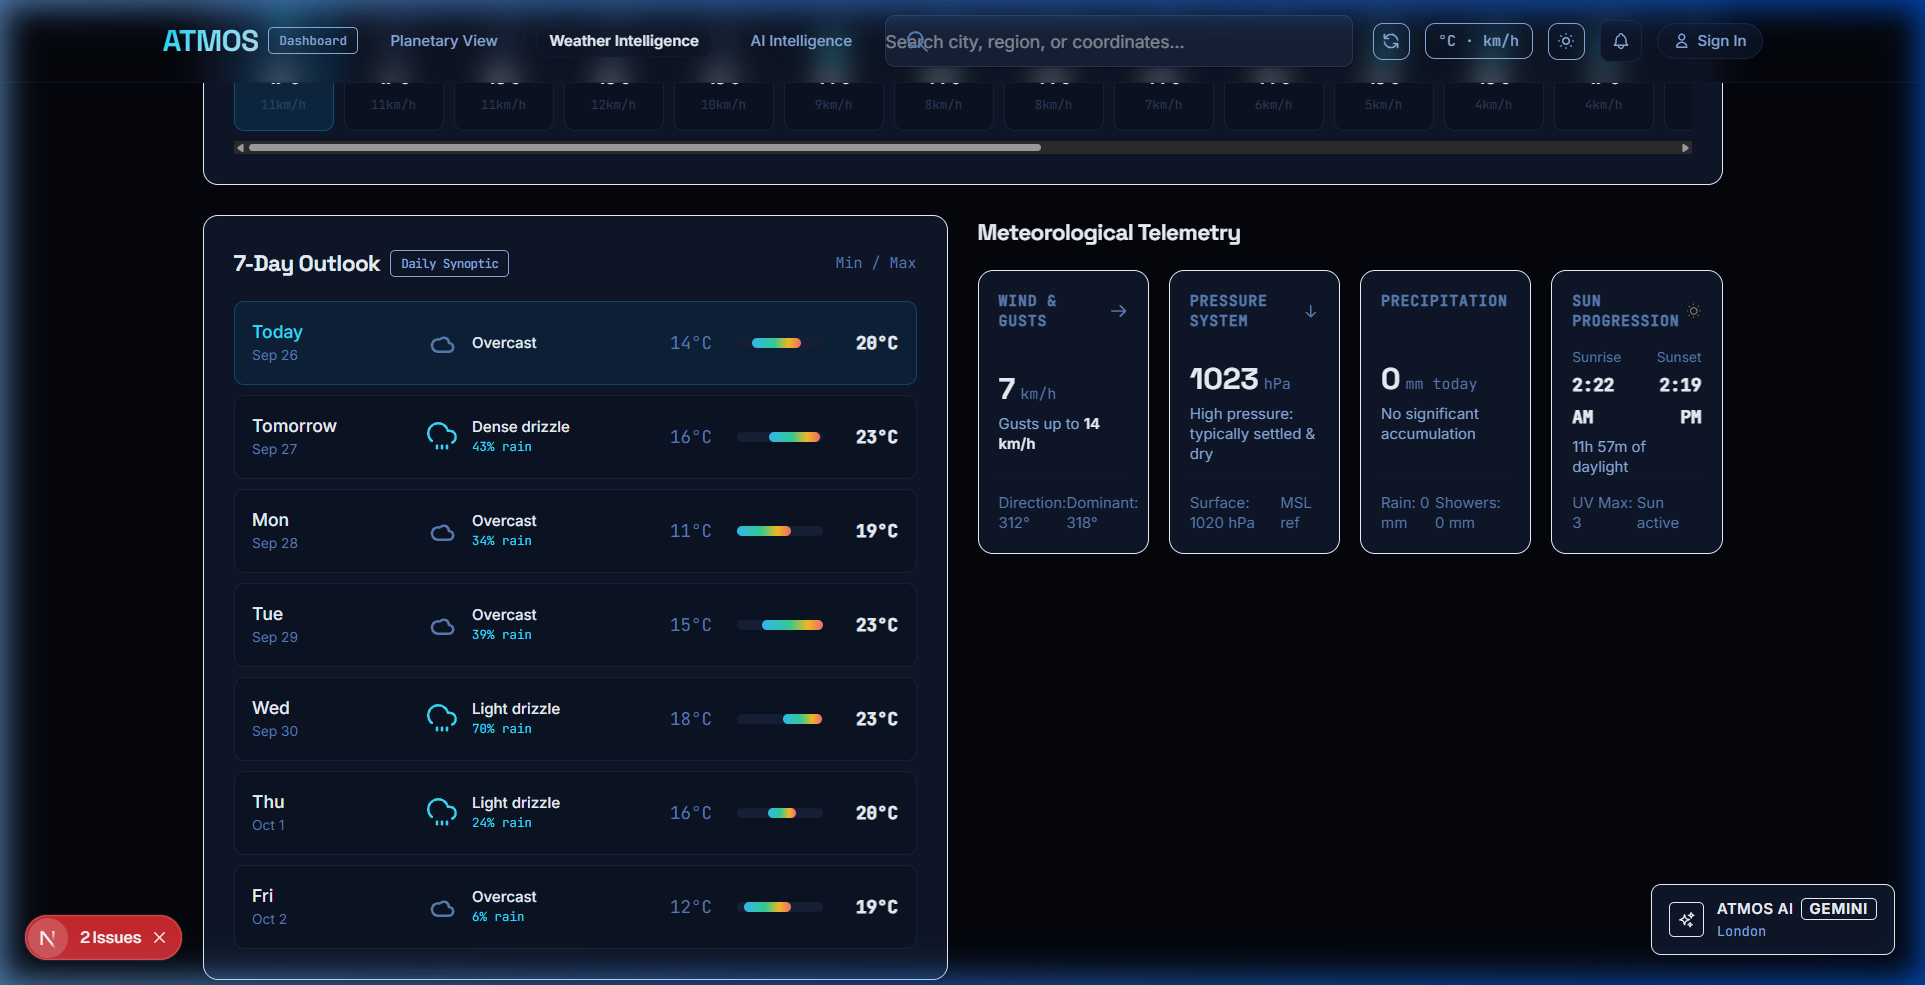 ATMOS
Dashboard
Planetary View
Weather Intelligence
AI Intelligence
Search city, region, or coordinates...
°C · km/h
Sign In
11km/h
11km/h
11km/h
12km/h
10km/h
9km/h
8km/h
8km/h
7km/h
6km/h
5km/h
4km/h
4km/h
7-Day Outlook
Daily Synoptic
Min / Max
Today
Sep 26
Overcast
14°C
20°C
Tomorrow
Sep 27
Dense drizzle
43% rain
16°C
23°C
Mon
Sep 28
Overcast
34% rain
11°C
19°C
Tue
Sep 29
Overcast
39% rain
15°C
23°C
Wed
Sep 30
Light drizzle
70% rain
18°C
23°C
Thu
Oct 1
Light drizzle
24% rain
16°C
20°C
Fri
Oct 2
Overcast
6% rain
12°C
19°C
Meteorological Telemetry
WIND &
GUSTS
7 km/h
Gusts up to 14
km/h
Direction:
312°
Dominant:
318°
PRESSURE
SYSTEM
1023 hPa
High pressure:
typically settled &
dry
Surface:
1020 hPa
MSL
ref
PRECIPITATION
0 mm today
No significant
accumulation
Rain: 0
mm
Showers:
0 mm
SUN
PROGRESSION
Sunrise
Sunset
2:22
AM
2:19
PM
11h 57m of
daylight
UV Max:
3
Sun
active
N
2 Issues
ATMOS AI
GEMINI
London